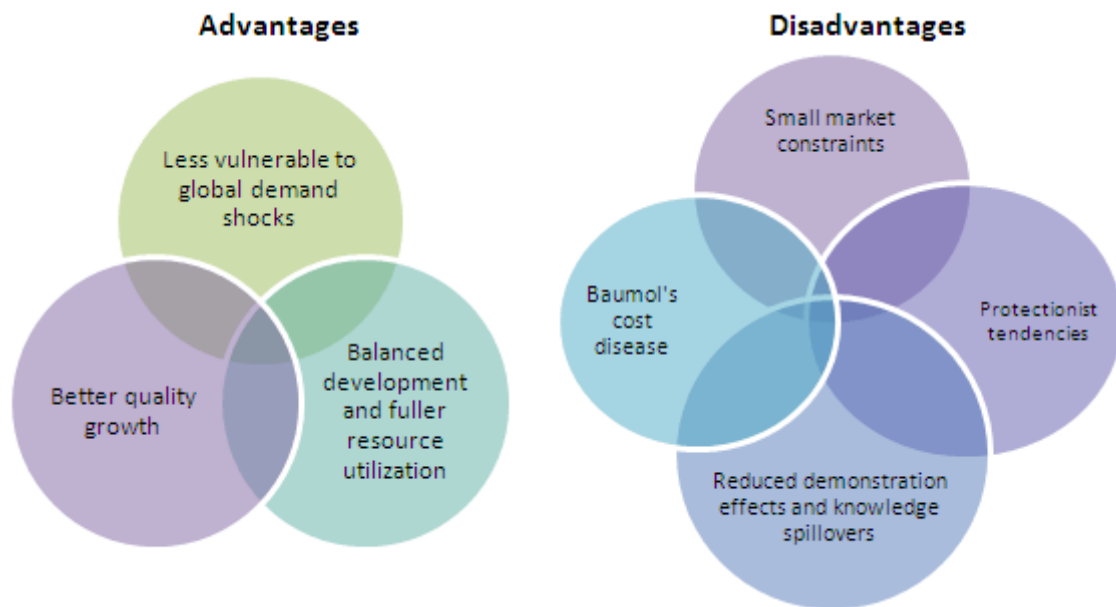 Advantages
Less vulnerable to
global demand
shocks
Better quality
growth
Balanced
development
and fuller
resource
utilization
Disadvantages
Small market
constraints
Baumol's
cost
disease
Protectionist
tendencies
Reduced demonstration
effects and knowledge
spillovers